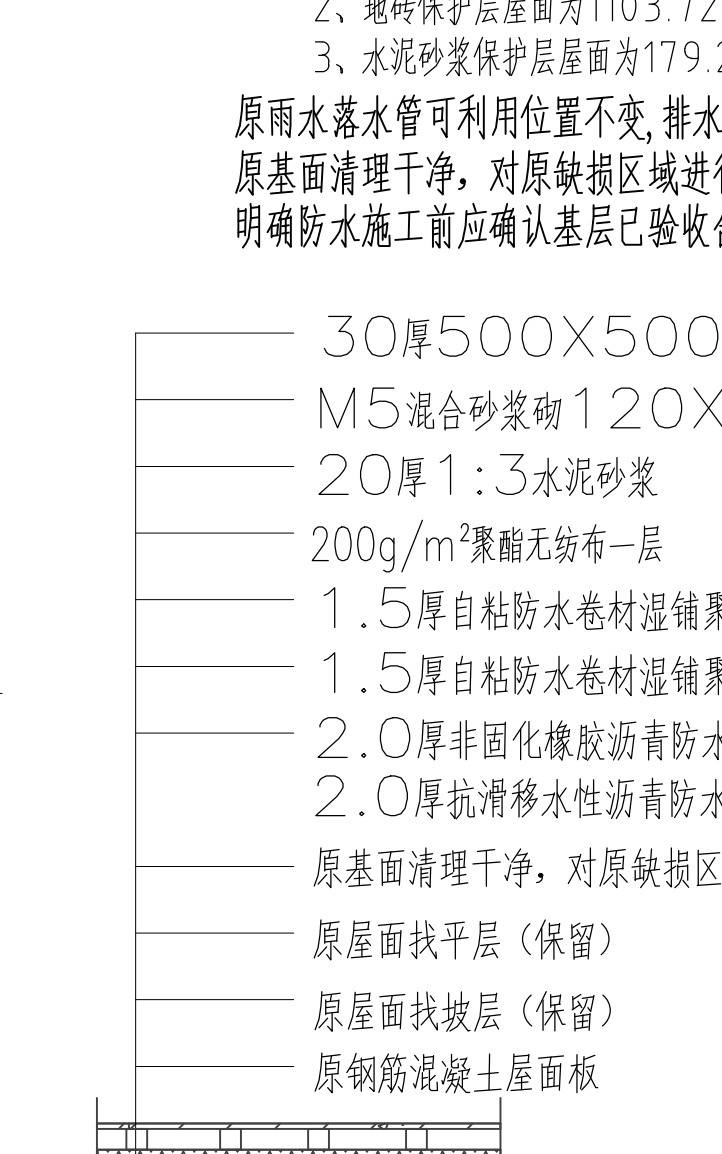 2、地砖保护层屋面为1103.72
3、水泥砂浆保护层屋面为179.2
原雨水落水管可利用位置不变,排水
原基面清理干净，对原缺损区域进行
明确防水施工前应确认基层已验收合
30厚500X500
M5混合砂浆砌120X
20厚1:3水泥砂浆
200g/m²聚酯无纺布一层
1.5厚自粘防水卷材湿铺聚
1.5厚自粘防水卷材湿铺聚
2.0厚非固化橡胶沥青防水
2.0厚抗滑移水性沥青防水
原基面清理干净，对原缺损区
原屋面找平层（保留）
原屋面找坡层（保留）
原钢筋混凝土屋面板